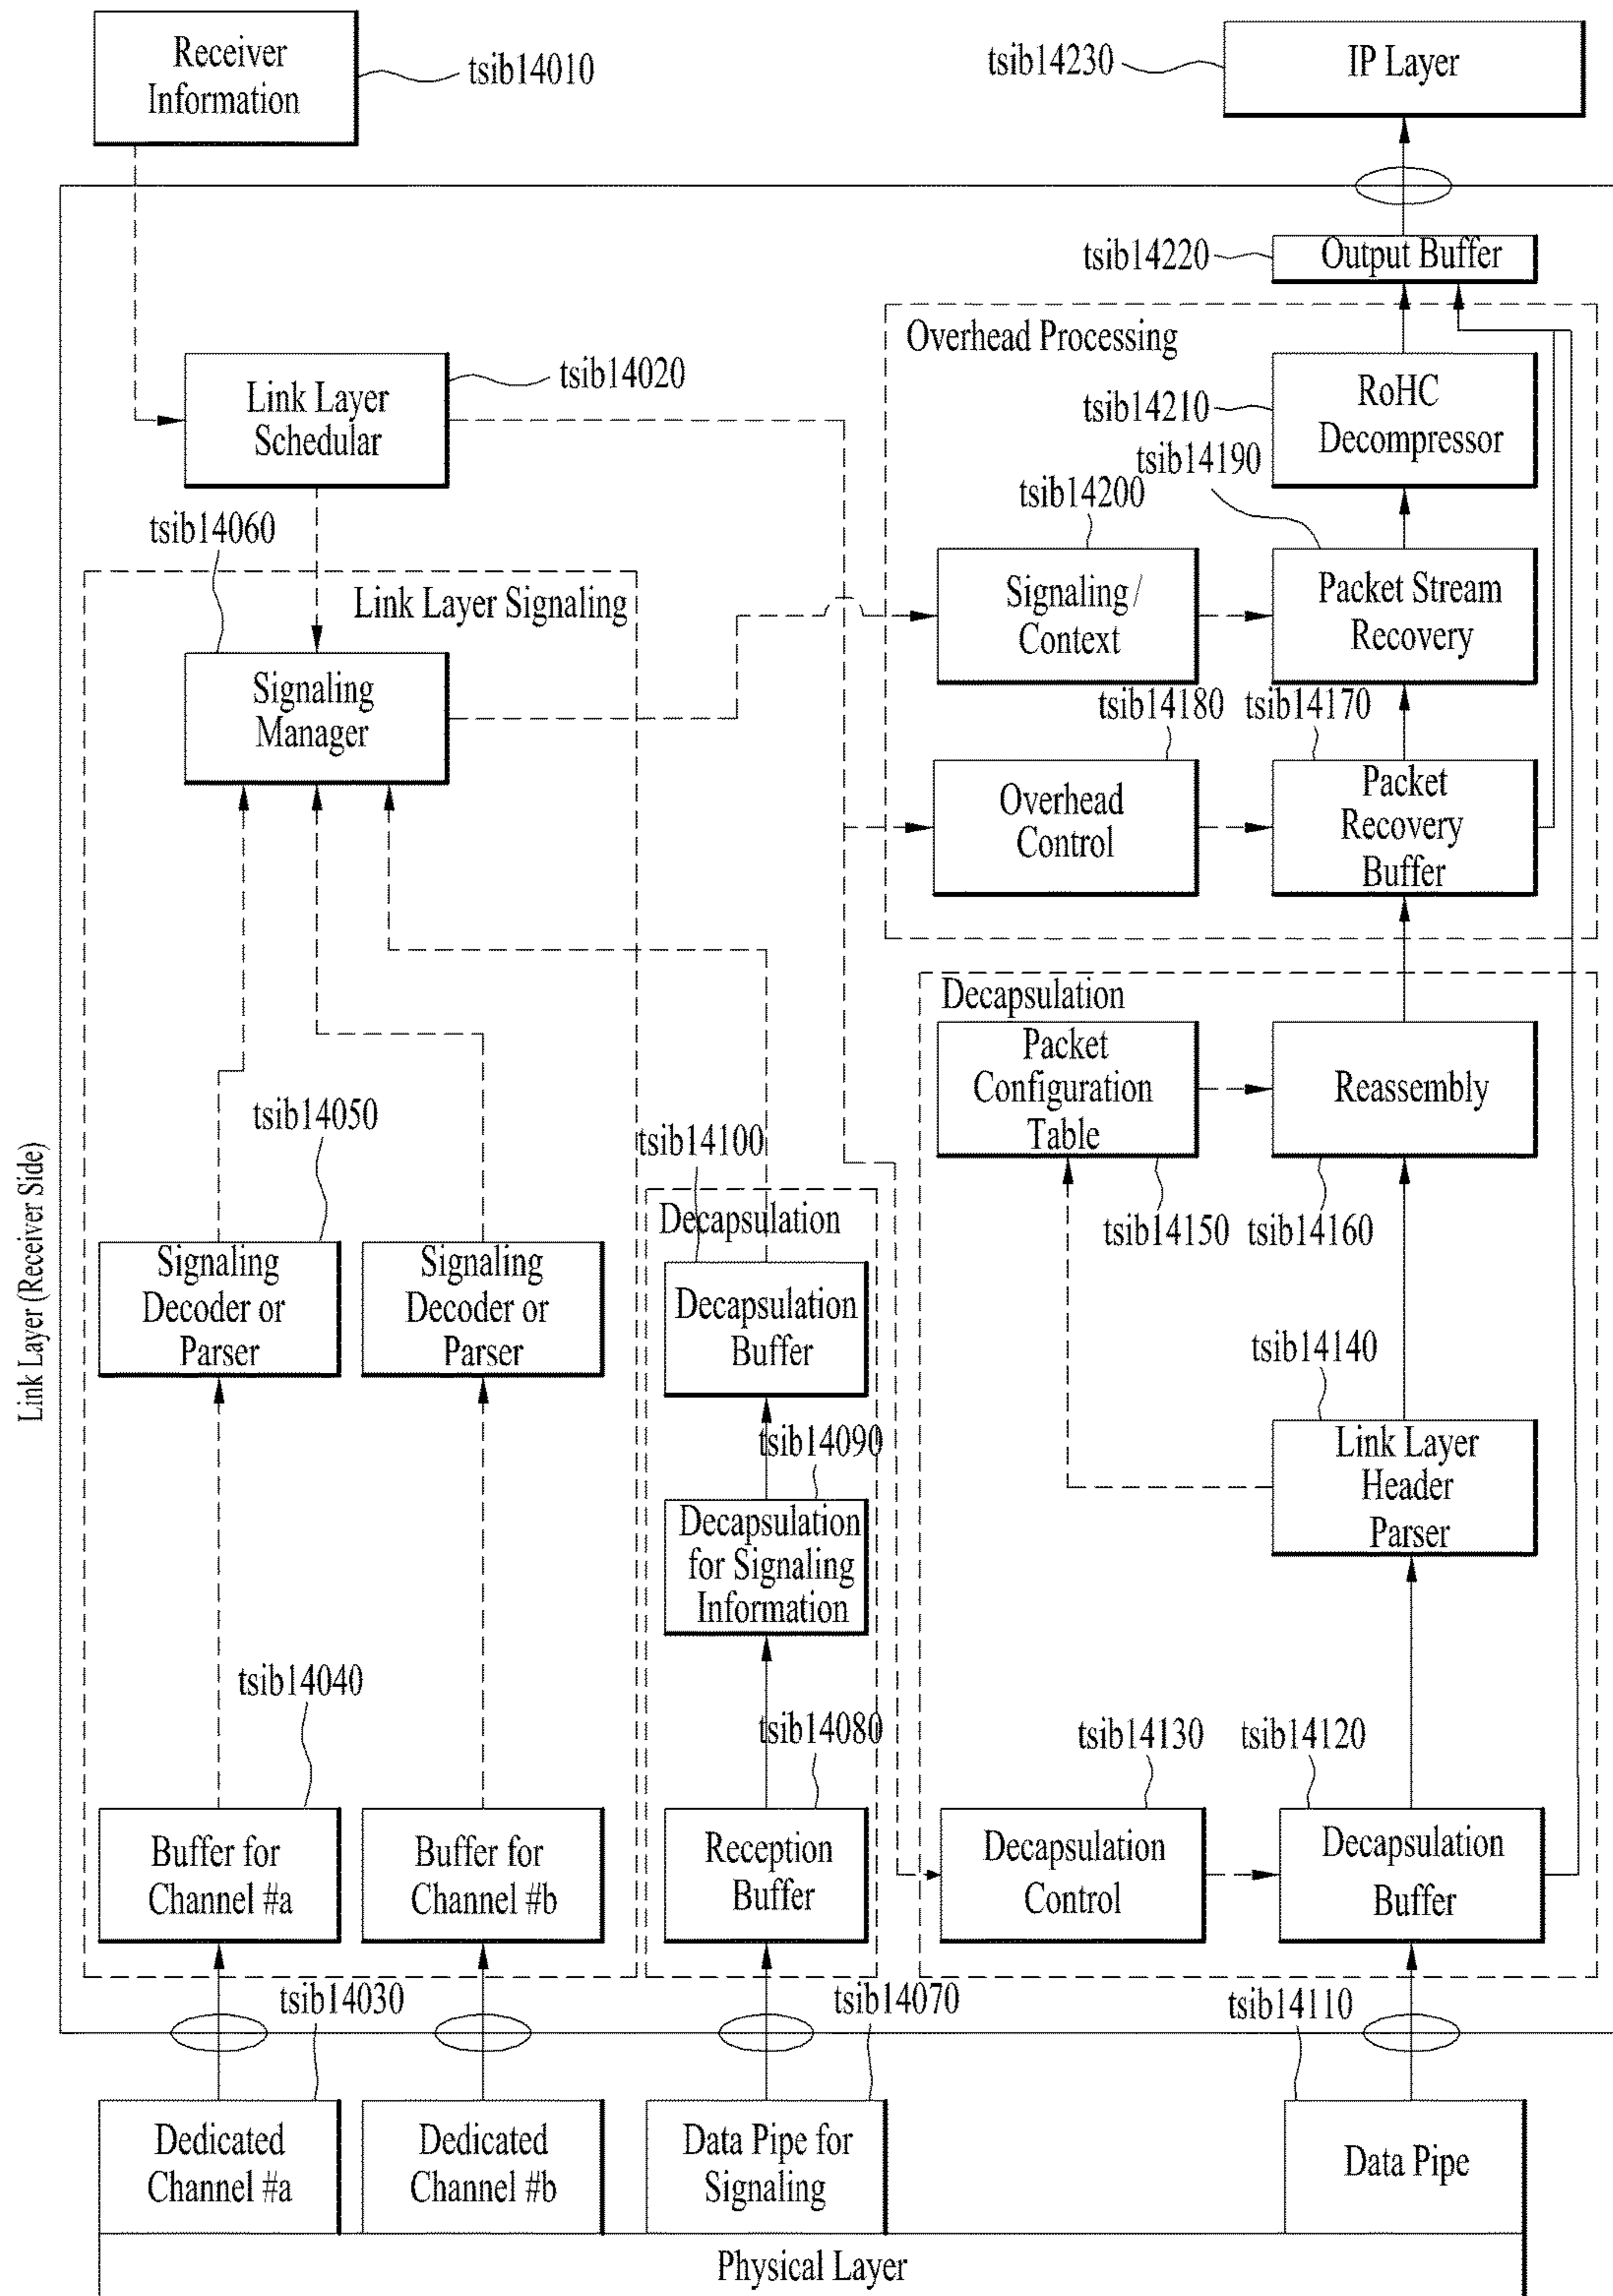 Receiver
Information
tsib14010
tsib14230
IP Layer
tsib14220
Output Buffer
Overhead Processing
Link Layer
Schedular
tsib14020
tsib14210
RoHC
Decompressor
tsib14190
tsib14200
tsib14060
Link Layer Signaling
Signaling /
Context
Packet Stream
Recovery
Signaling
Manager
tsib14180
tsib14170
Overhead
Control
Packet
Recovery
Buffer
Decapsulation
Packet
Configuration
Table
Reassembly
tsib14050
tsib14100
tsib14150
tsib14160
Link Layer (Receiver Side)
Signaling
Decoder or
Parser
Signaling
Decoder or
Parser
Decapsulation
Decapsulation
Buffer
tsib14140
Link Layer
Header
Parser
tsib14090
Decapsulation
for Signaling
Information
tsib14040
tsib14080
tsib14130
tsib14120
Buffer for
Channel #a
Buffer for
Channel #b
Reception
Buffer
Decapsulation
Control
Decapsulation
Buffer
tsib14030
tsib14070
tsib14110
Dedicated
Channel #a
Dedicated
Channel #b
Data Pipe for
Signaling
Data Pipe
Physical Layer